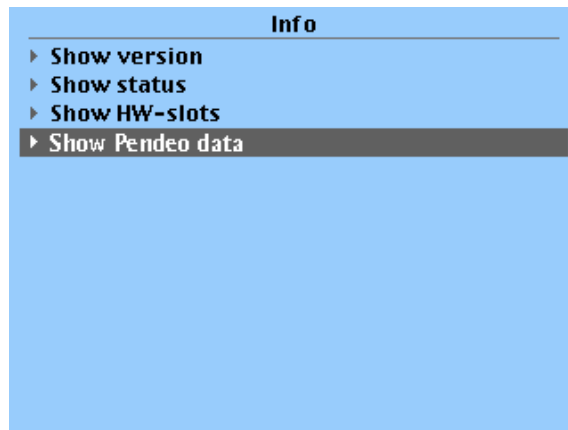 Info
Show version
Show status
Show HW-slots
Show Pendeo data